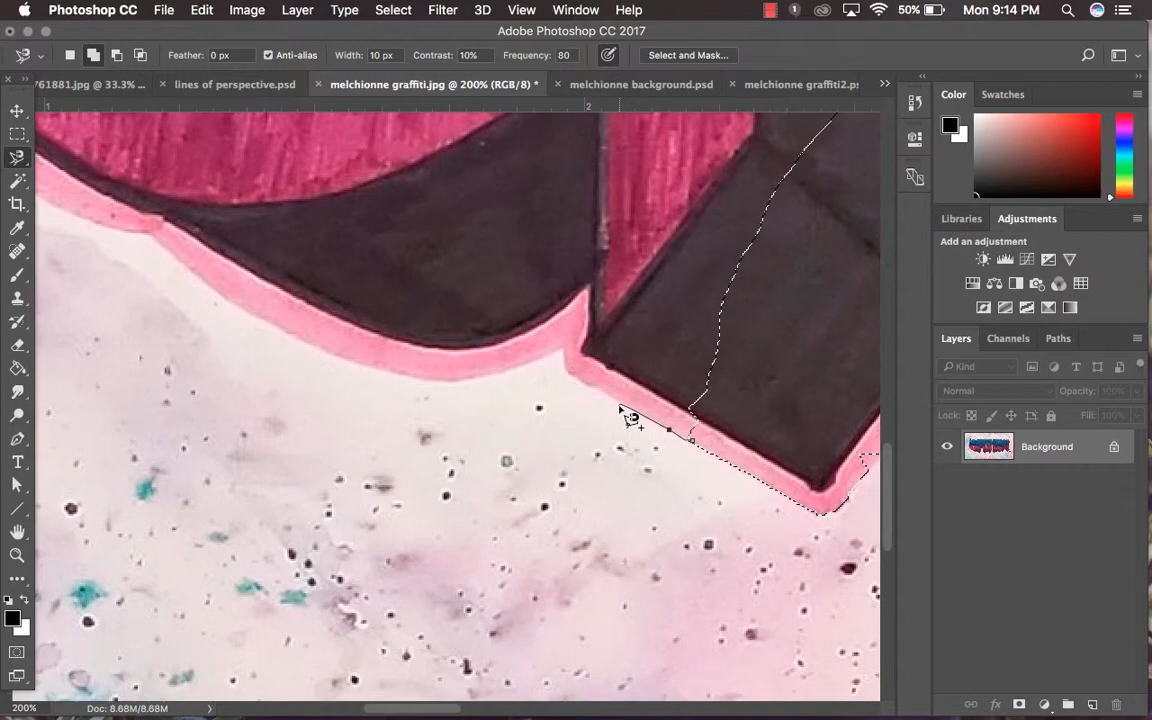 Photoshop CC File Edit Image Layer Type Select Filter 3D View Window Help 1 50% Mon 9:14 PM
Adobe Photoshop CC 2017
Feather: 0 px Anti-alias Width: 10 px Contrast: 10% Frequency: 80 Select and Mask...
761881.jpg @ 33.3% ... × lines of perspective.psd × melchionne graffiti.jpg @ 200% (RGB/8) * × melchionne background.psd × melchionne graffiti2.ps
1 2
Color Swatches
Libraries Adjustments
Add an adjustment
Layers Channels Paths
Kind
Normal Opacity: 100%
Lock: Fill: 100%
Background
200% Doc: 8.68M/8.68M